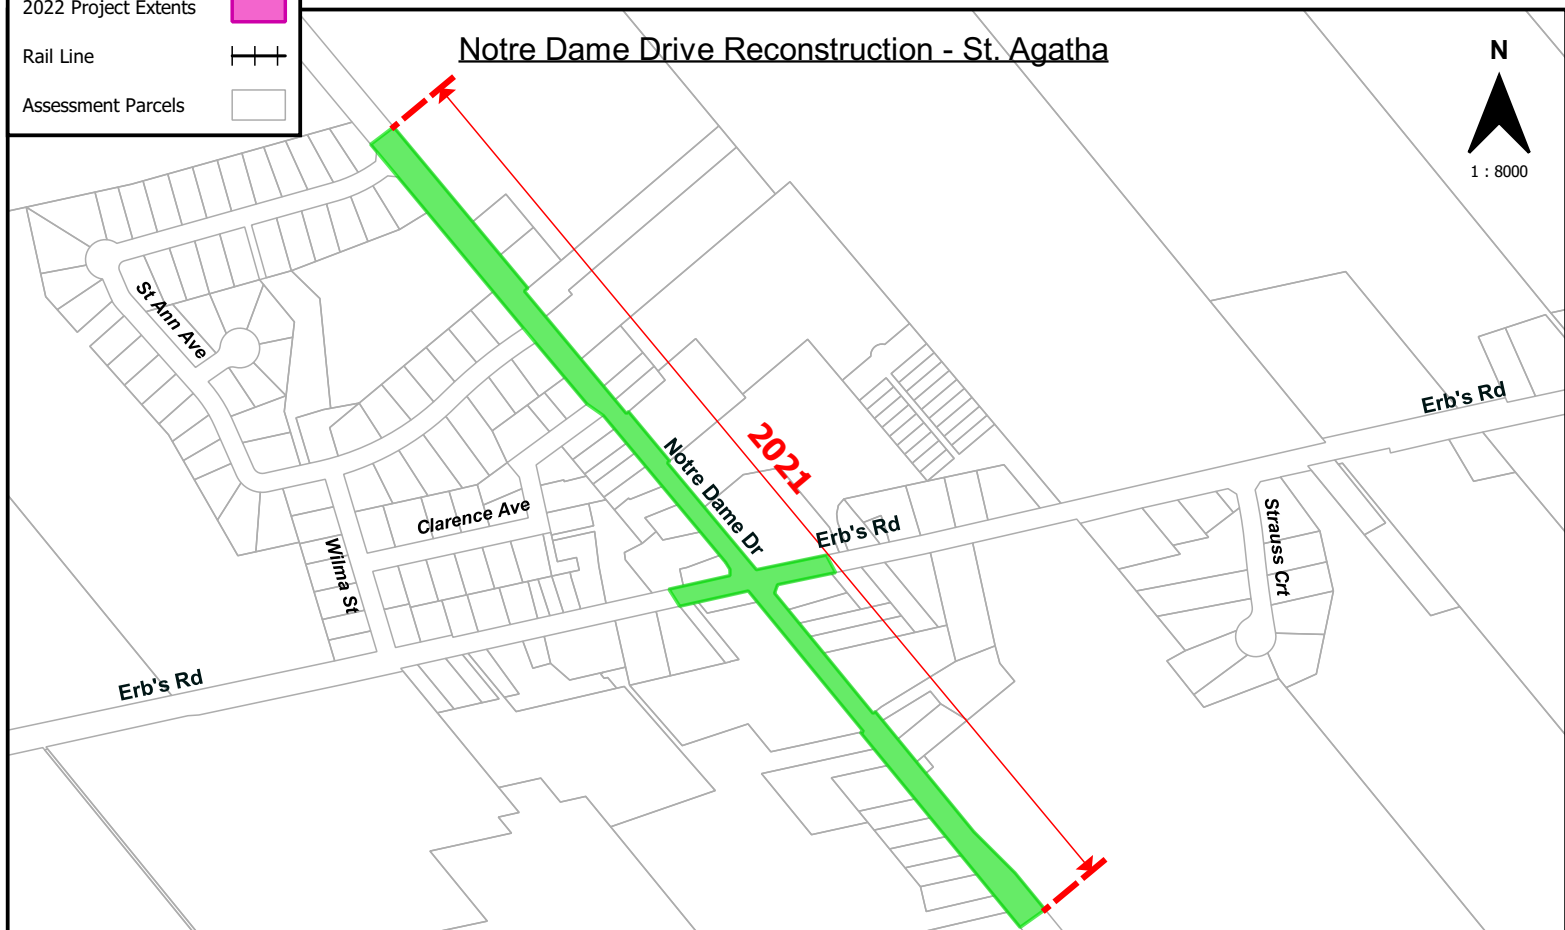 2022 Project Extents
Rail Line
Assessment Parcels
Notre Dame Drive Reconstruction - St. Agatha
N
1 : 8000
St Ann Ave
Erb's Rd
Notre Dame Dr
2021
Clarence Ave
Erb's Rd
Strauss Crt
Wilma St
Erb's Rd